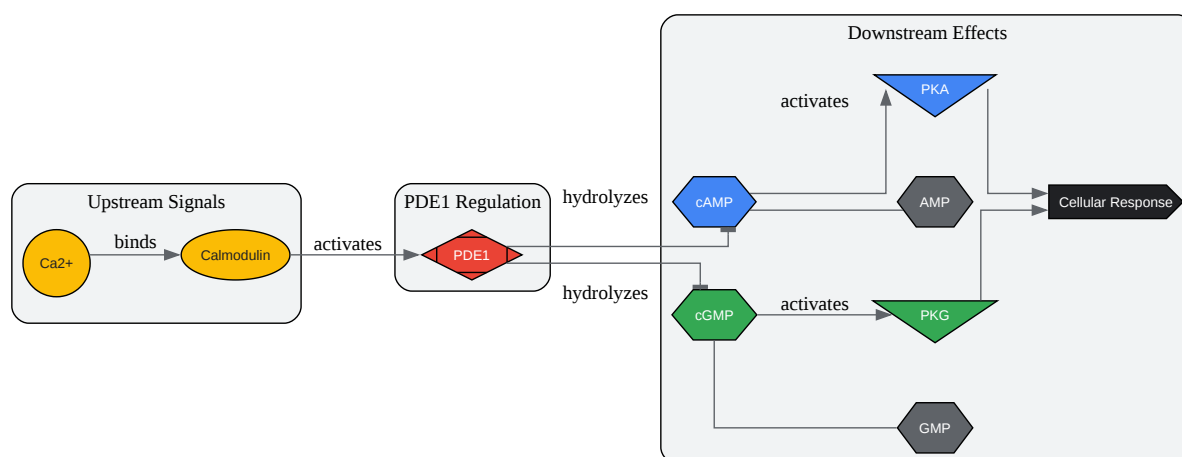 Downstream Effects
PKA
activates
Upstream Signals
PDE1 Regulation
hydrolyzes
cAMP
AMP
Cellular Response
binds
activates
Ca2+
Calmodulin
PDE1
hydrolyzes
activates
cGMP
PKG
GMP